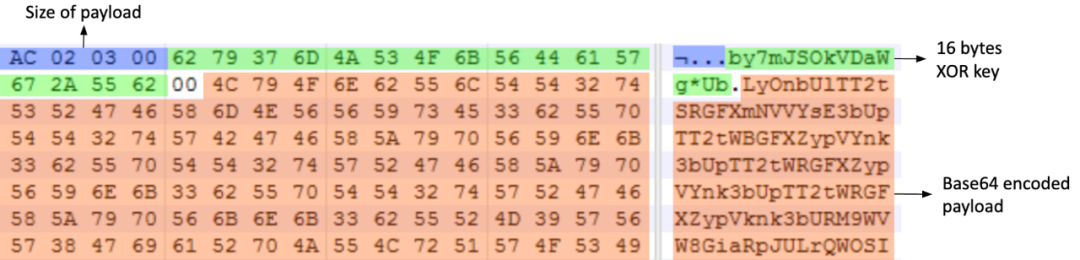 Size of payload
AC 02 03 00 62 79 37 6D 4A 53 4F 6B 56 44 61 57 ¬...by7mJSOkVDaW
16 bytes
XOR key
67 2A 55 62 00 4C 79 4F 6E 62 55 6C 54 54 32 74 g*Ub.LyOnbUlTT2t
53 52 47 46 58 6D 4E 56 56 59 73 45 33 62 55 70 SRGFXmNVVYsE3bUp
54 54 32 74 57 42 47 46 58 5A 79 70 56 59 6E 6B TT2tWBGFXZypVYnk
33 62 55 70 54 54 32 74 57 52 47 46 58 5A 79 70 3bUpTT2tWRGFXZyp
56 59 6E 6B 33 62 55 70 54 54 32 74 57 52 47 46 VYnk3bUpTT2tWRGF
Base64 encoded
payload
58 5A 79 70 56 6B 6E 6B 33 62 55 52 4D 39 57 56 XZypVknk3bURM9WV
57 38 47 69 61 52 70 4A 55 4C 72 51 57 4F 53 49 W8GiaRpJULrQWOSI